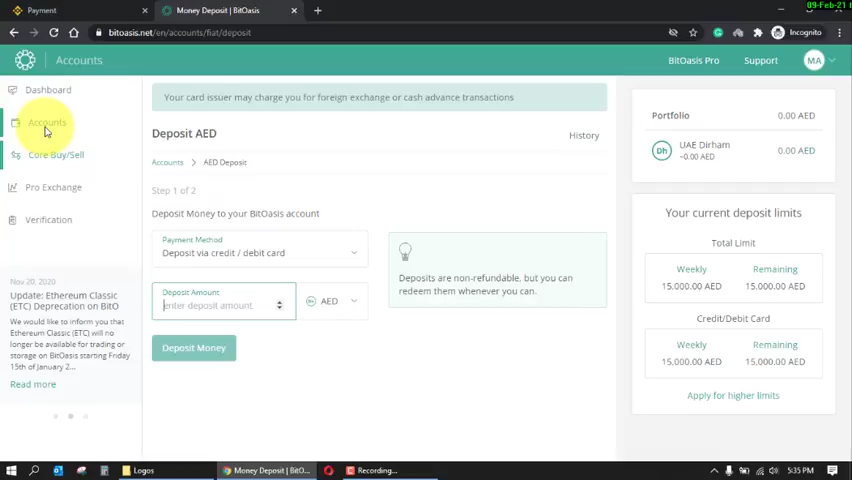 09-Feb-21
Payment
Money Deposit | BitOasis
bitoasis.net/en/accounts/fiat/deposit
Incognito
Accounts
BitOasis Pro
Support
MA
Dashboard
Accounts
Core Buy/Sell
Pro Exchange
Verification
Nov 20, 2020
Update: Ethereum Classic
(ETC) Deprecation on BitO
We would like to inform you that
Ethereum Classic (ETC) will no
longer be available for trading or
storage on BitOasis starting Friday
15th of January 2...
Read more
Your card issuer may charge you for foreign exchange or cash advance transactions
Deposit AED
History
Accounts > AED Deposit
Step 1 of 2
Deposit Money to your BitOasis account
Payment Method
Deposit via credit / debit card
Deposit Amount
enter deposit amount
Dh AED
Deposit Money
Deposits are non-refundable, but you can
redeem them whenever you can.
Portfolio 0.00 AED
Dh
UAE Dirham
~0.00 AED
0.00 AED
Your current deposit limits
Total Limit
Weekly Remaining
15,000.00 AED 15,000.00 AED
Credit/Debit Card
Weekly Remaining
15,000.00 AED 15,000.00 AED
Apply for higher limits
Logos
Money Deposit | BitO...
Recording...
5:35 PM